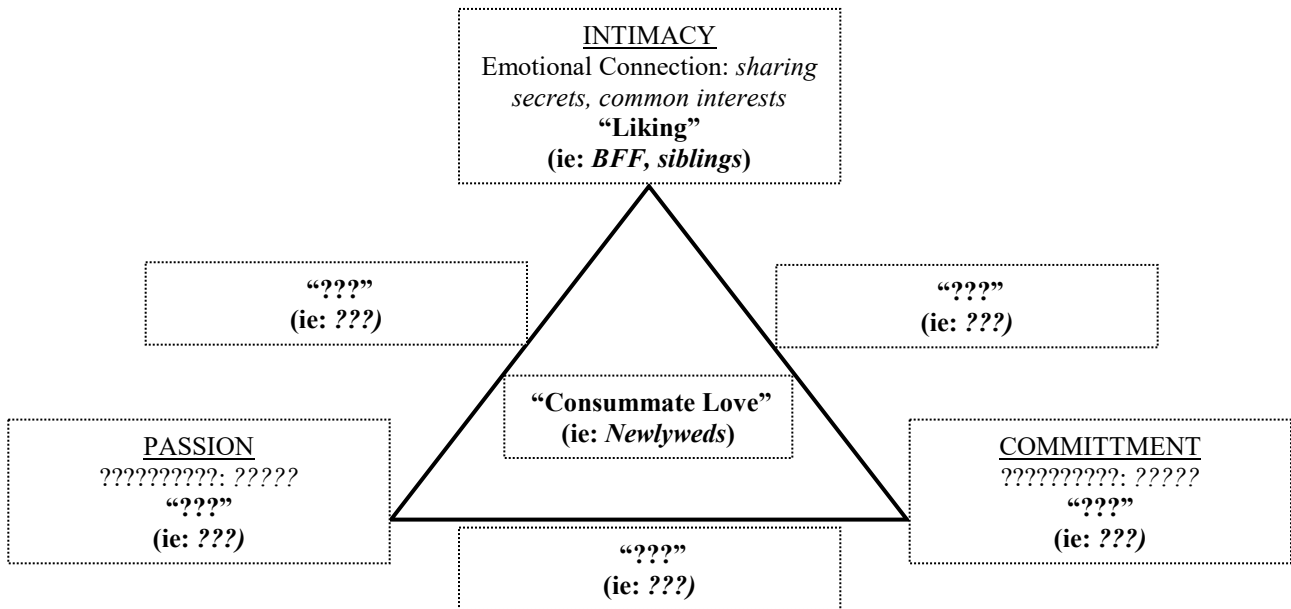 INTIMACY
Emotional Connection: sharing
secrets, common interests
“Liking”
(ie: BFF, siblings)
“???”
(ie: ???)
“???”
(ie: ???)
“Consummate Love”
(ie: Newlyweds)
PASSION
??????????: ?????
“???”
(ie: ???)
COMMITTMENT
??????????: ?????
“???”
(ie: ???)
“???”
(ie: ???)